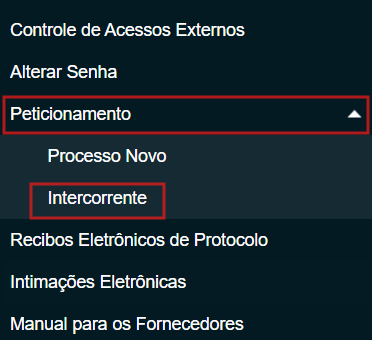 Controle de Acessos Externos
Alterar Senha
Peticionamento
Processo Novo
Intercorrente
Recibos Eletrônicos de Protocolo
Intimações Eletrônicas
Manual para os Fornecedores